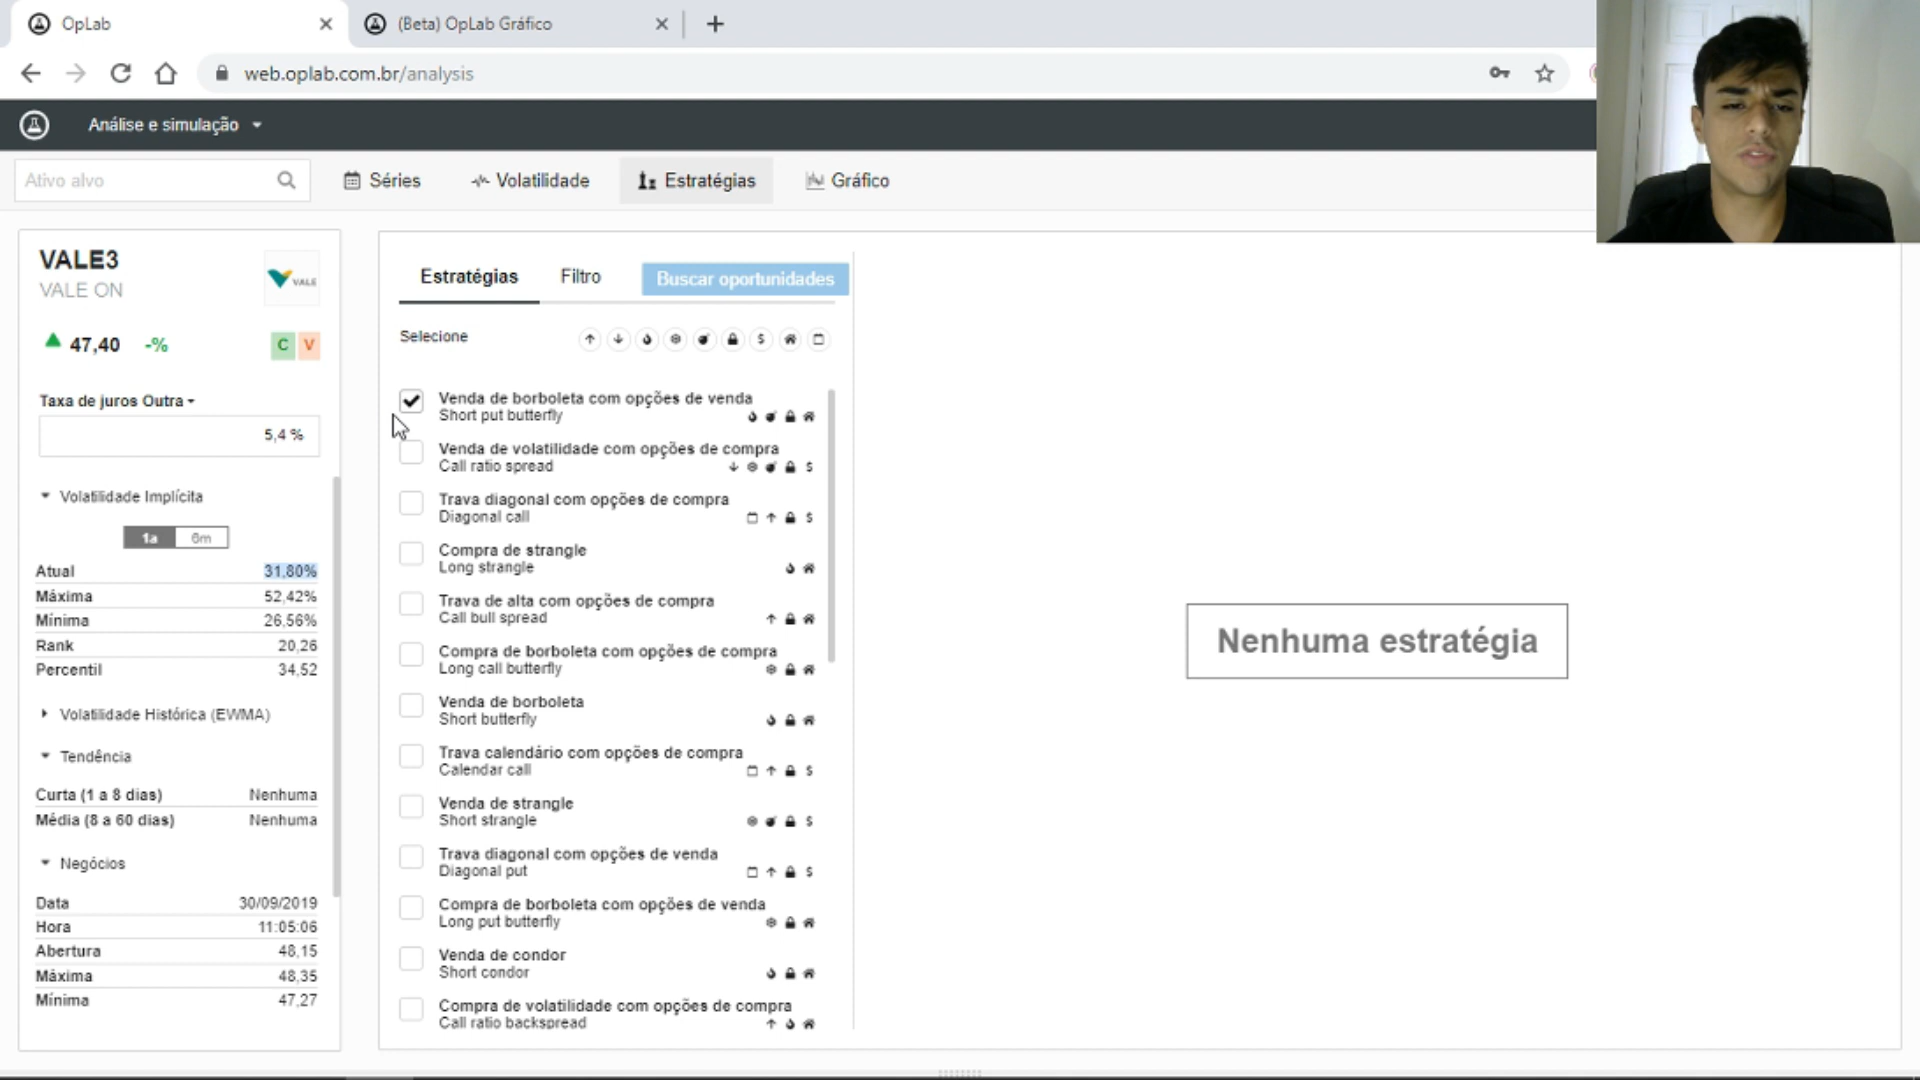 OpLab
(Beta) OpLab Gráfico
web.oplab.com.br/analysis
Análise e simulação
Ativo alvo
Séries
Volatilidade
Estratégias
Gráfico
VALE3
VALE ON
VALE
47,40 -%
C V
Taxa de juros Outra
5,4 %
Volatilidade Implícita
1a 6m
Atual 31,80%
Máxima 52,42%
Mínima 26,56%
Rank 20,26
Percentil 34,52
Volatilidade Histórica (EWMA)
Tendência
Curta (1 a 8 dias) Nenhuma
Média (8 a 60 dias) Nenhuma
Negócios
Data 30/09/2019
Hora 11:05:06
Abertura 48,15
Máxima 48,35
Mínima 47,27
Estratégias
Filtro
Buscar oportunidades
Selecione
Venda de borboleta com opções de venda
Short put butterfly
Venda de volatilidade com opções de compra
Call ratio spread
Trava diagonal com opções de compra
Diagonal call
Compra de strangle
Long strangle
Trava de alta com opções de compra
Call bull spread
Compra de borboleta com opções de compra
Long call butterfly
Venda de borboleta
Short butterfly
Trava calendário com opções de compra
Calendar call
Venda de strangle
Short strangle
Trava diagonal com opções de venda
Diagonal put
Compra de borboleta com opções de venda
Long put butterfly
Venda de condor
Short condor
Compra de volatilidade com opções de compra
Call ratio backspread
Nenhuma estratégia